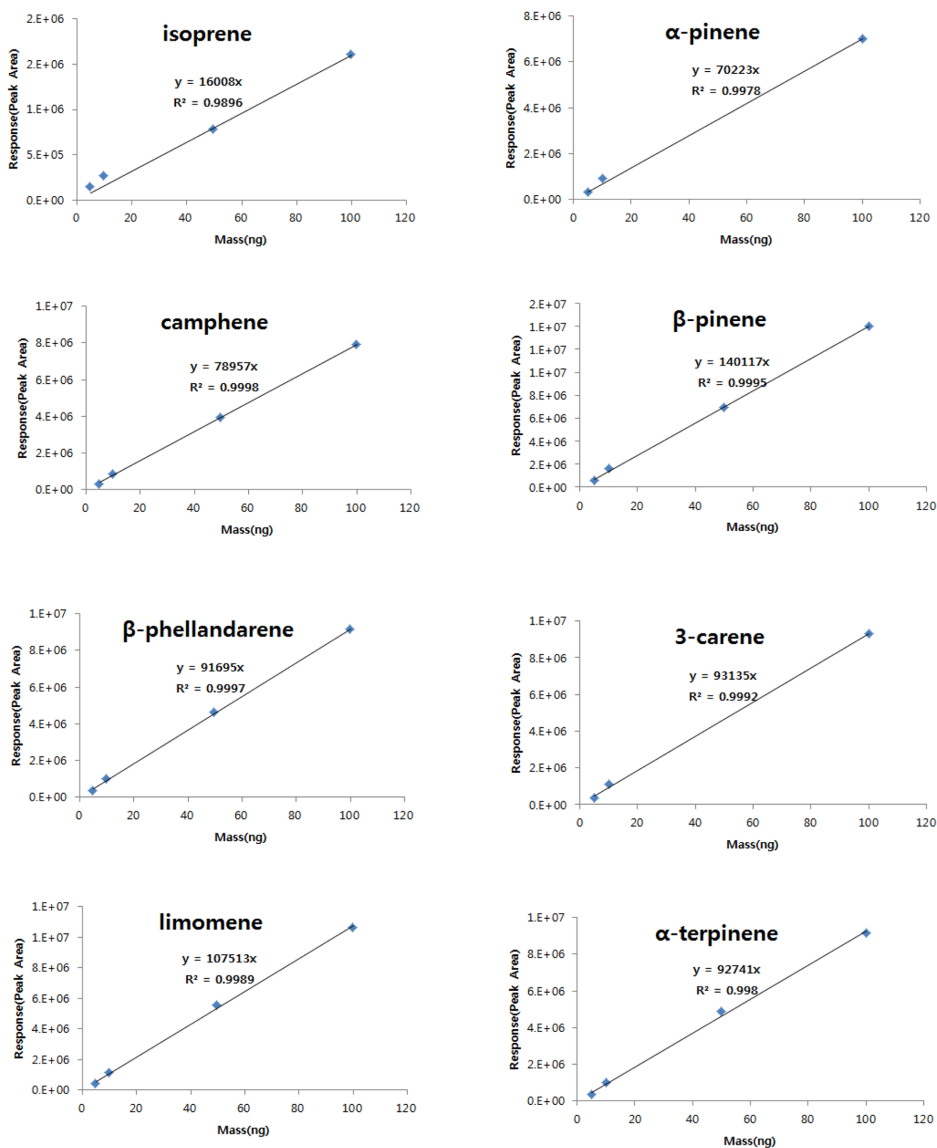 isoprene
y = 16008x
R² = 0.9896
Response(Peak Area)
2.E+06
2.E+06
1.E+06
5.E+05
0.E+00
0 20 40 60 80 100 120
Mass(ng)
α-pinene
y = 70223x
R² = 0.9978
Response(Peak Area)
8.E+06
6.E+06
4.E+06
2.E+06
0.E+00
0 20 40 60 80 100 120
Mass(ng)
camphene
y = 78957x
R² = 0.9998
Response(Peak Area)
1.E+07
8.E+06
6.E+06
4.E+06
2.E+06
0.E+00
0 20 40 60 80 100 120
Mass(ng)
β-pinene
y = 140117x
R² = 0.9995
Response(Peak Area)
2.E+07
1.E+07
1.E+07
1.E+07
8.E+06
6.E+06
4.E+06
2.E+06
0.E+00
0 20 40 60 80 100 120
Mass(ng)
β-phellandarene
y = 91695x
R² = 0.9997
Response(Peak Area)
1.E+07
8.E+06
6.E+06
4.E+06
2.E+06
0.E+00
0 20 40 60 80 100 120
Mass(ng)
3-carene
y = 93135x
R² = 0.9992
Response(Peak Area)
1.E+07
8.E+06
6.E+06
4.E+06
2.E+06
0.E+00
0 20 40 60 80 100 120
Mass(ng)
limomene
y = 107513x
R² = 0.9989
Response(Peak Area)
1.E+07
1.E+07
8.E+06
6.E+06
4.E+06
2.E+06
0.E+00
0 20 40 60 80 100 120
Mass(ng)
α-terpinene
y = 92741x
R² = 0.998
Response(Peak Area)
1.E+07
8.E+06
6.E+06
4.E+06
2.E+06
0.E+00
0 20 40 60 80 100 120
Mass(ng)